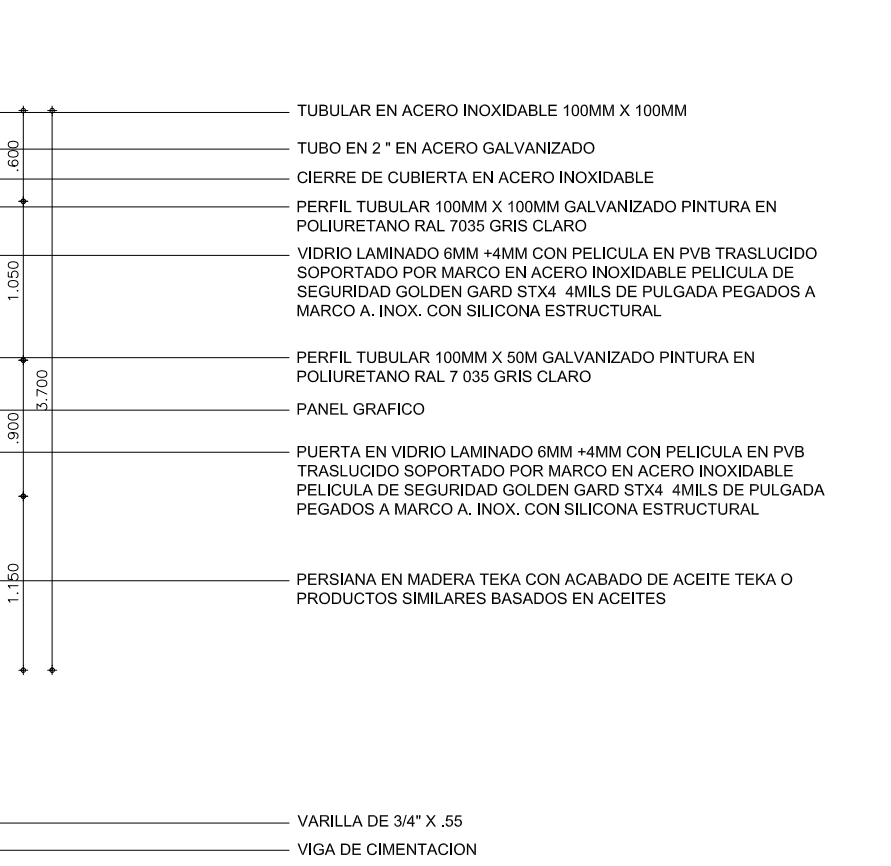 TUBULAR EN ACERO INOXIDABLE 100MM X 100MM
.600
TUBO EN 2 " EN ACERO GALVANIZADO
CIERRE DE CUBIERTA EN ACERO INOXIDABLE
PERFIL TUBULAR 100MM X 100MM GALVANIZADO PINTURA EN
POLIURETANO RAL 7035 GRIS CLARO
1.050
VIDRIO LAMINADO 6MM +4MM CON PELICULA EN PVB TRASLUCIDO
SOPORTADO POR MARCO EN ACERO INOXIDABLE PELICULA DE
SEGURIDAD GOLDEN GARD STX4 4MILS DE PULGADA PEGADOS A
MARCO A. INOX. CON SILICONA ESTRUCTURAL
PERFIL TUBULAR 100MM X 50M GALVANIZADO PINTURA EN
POLIURETANO RAL 7 035 GRIS CLARO
3.700
PANEL GRAFICO
.900
PUERTA EN VIDRIO LAMINADO 6MM +4MM CON PELICULA EN PVB
TRASLUCIDO SOPORTADO POR MARCO EN ACERO INOXIDABLE
PELICULA DE SEGURIDAD GOLDEN GARD STX4 4MILS DE PULGADA
PEGADOS A MARCO A. INOX. CON SILICONA ESTRUCTURAL
1.150
PERSIANA EN MADERA TEKA CON ACABADO DE ACEITE TEKA O
PRODUCTOS SIMILARES BASADOS EN ACEITES
VARILLA DE 3/4" X .55
VIGA DE CIMENTACION